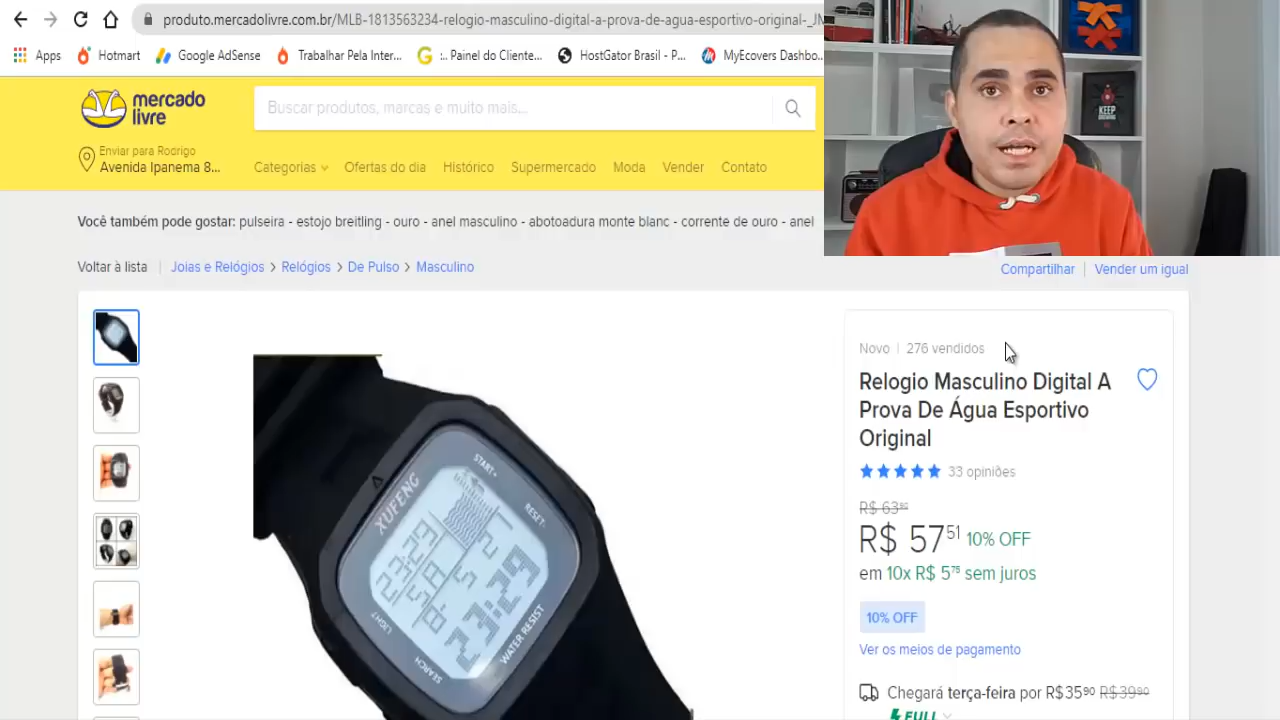 produto.mercadolivre.com.br/MLB-1813563234-relogio-masculino-digital-a-prova-de-agua-esportivo-original-_JM
Apps
Hotmart
Google AdSense
Trabalhar Pela Inter...
:. Painel do Cliente...
HostGator Brasil - P...
MyEcovers Dashbo...
KEEP
mercado
livre
Buscar produtos, marcas e muito mais...
Enviar para Rodrigo
Avenida Ipanema 8...
Categorias
Ofertas do dia
Histórico
Supermercado
Moda
Vender
Contato
Você também pode gostar: pulseira - estojo breitling - ouro - anel masculino - abotoadura monte blanc - corrente de ouro - anel
Voltar à lista
Joias e Relógios > Relógios > De Pulso > Masculino
Compartilhar
Vender um igual
Novo | 276 vendidos
Relogio Masculino Digital A
Prova De Água Esportivo
Original
33 opiniões
R$ 63
R$ 57 51 10% OFF
em 10x R$ 5 75 sem juros
10% OFF
Ver os meios de pagamento
Chegará terça-feira por R$ 35 90 R$ 39 90
FULL
START
RESET
XUFENG
LIGHT
SEARCH
WATER RESIST
23:29